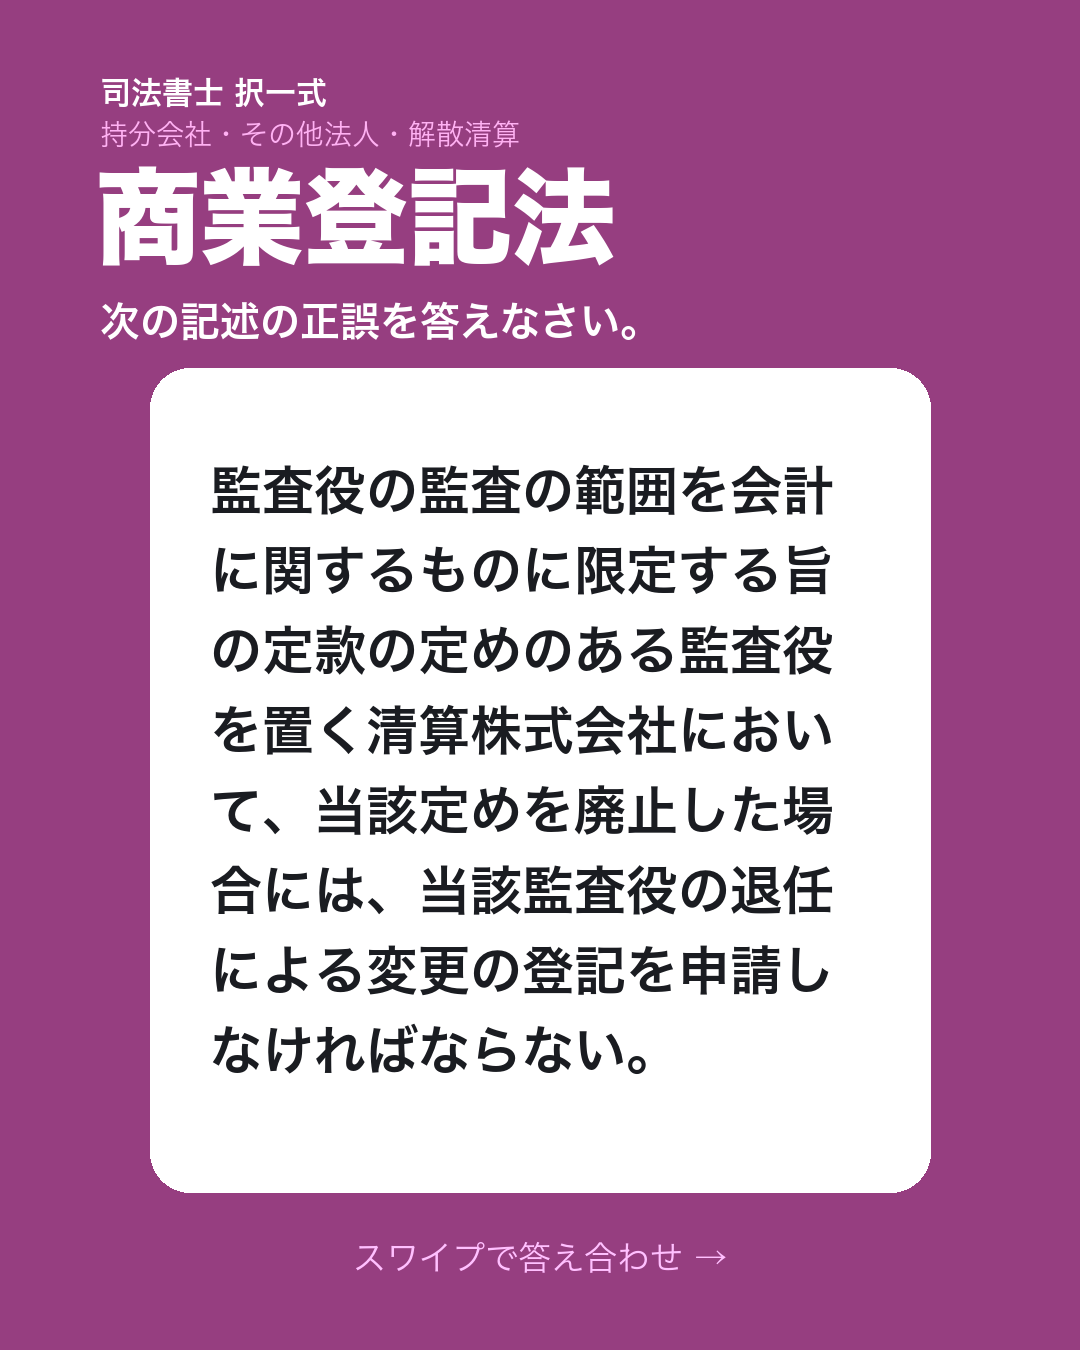 司法書士 択一式
持分会社・その他法人・解散清算
商業登記法
次の記述の正誤を答えなさい。
監査役の監査の範囲を会計
に関するものに限定する旨
の定款の定めのある監査役
を置く清算株式会社におい
て、当該定めを廃止した場
合には、当該監査役の退任
による変更の登記を申請し
なければならない。
スワイプで答え合わせ →